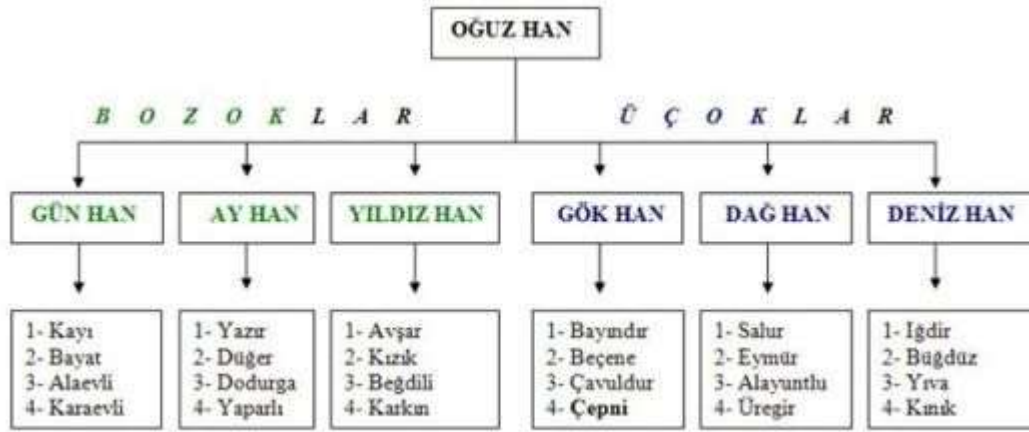 OĞUZ HAN
B O Z O K L A R
Ü Ç O K L A R
GÜN HAN
AY HAN
YILDIZ HAN
GÖK HAN
DAĞ HAN
DENİZ HAN
1- Kayı
2- Bayat
3- Alaevli
4- Karaevli
1- Yazır
2- Düğer
3- Dodurga
4- Yaparlı
1- Avşar
2- Kızık
3- Beğdili
4- Karkın
1- Bayındır
2- Beçene
3- Çavuldur
4- Çepni
1- Salur
2- Eymür
3- Alayuntlu
4- Üregir
1- Iğdir
2- Büğdüz
3- Yıva
4- Kınık